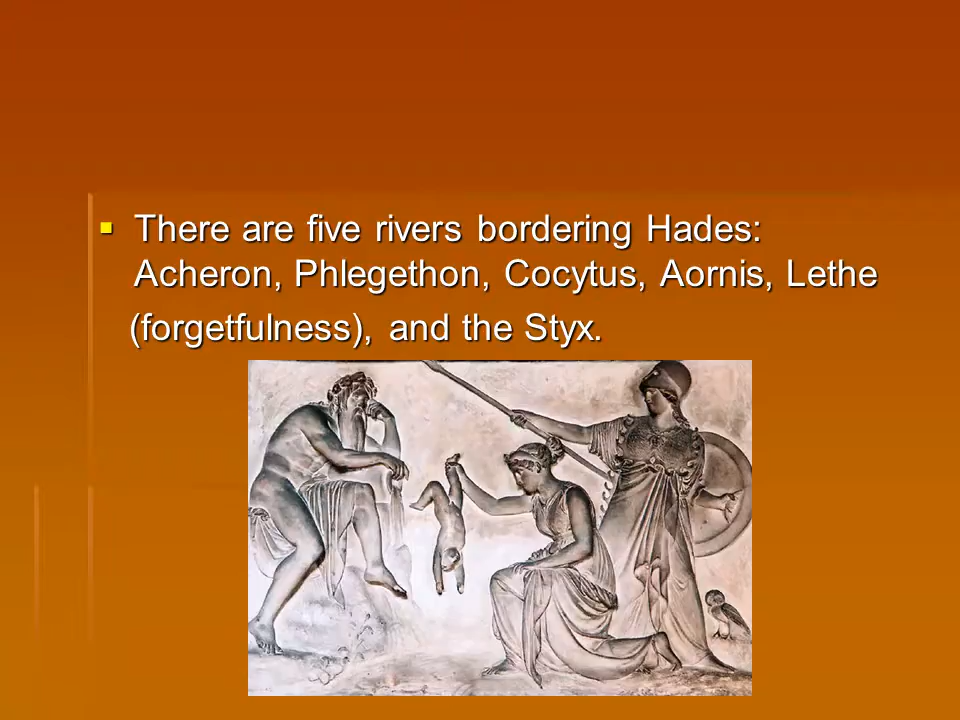 There are five rivers bordering Hades:
Acheron, Phlegethon, Cocytus, Aornis, Lethe
(forgetfulness), and the Styx.